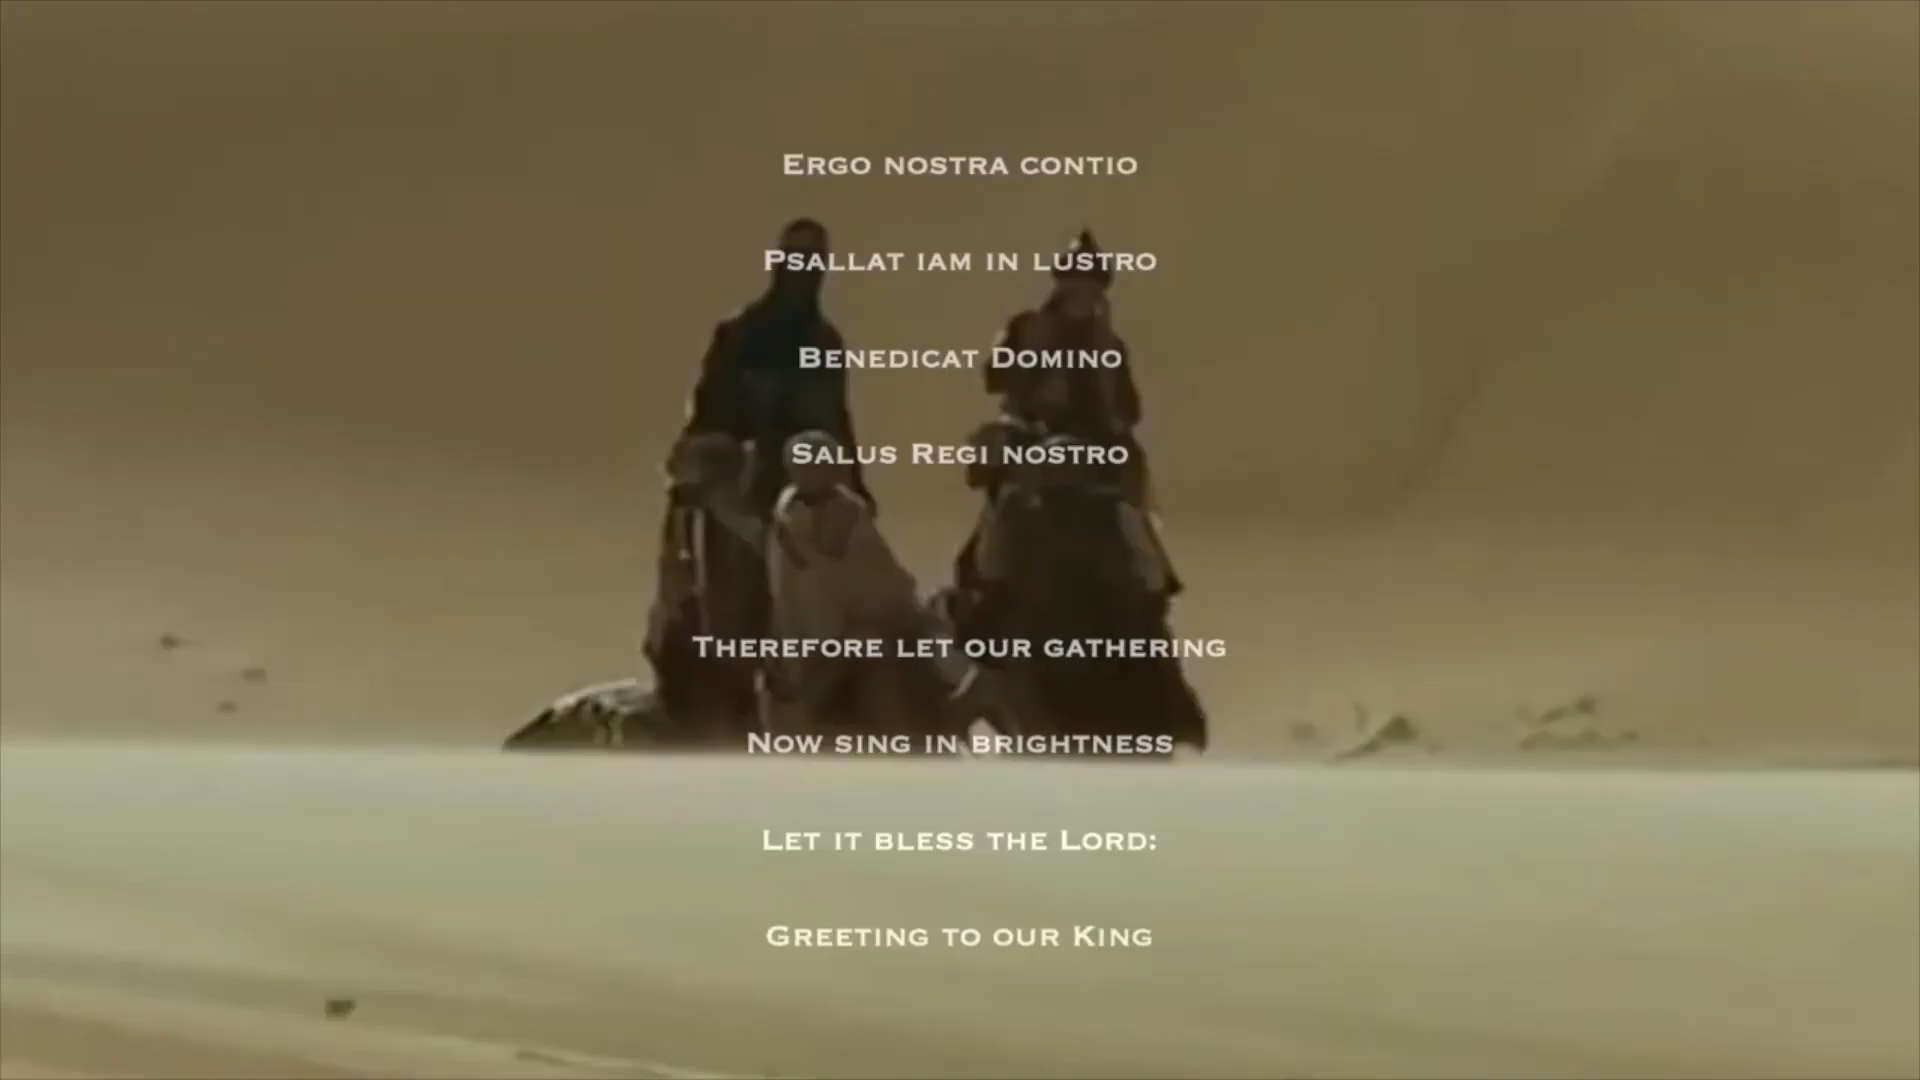 Ergo nostra contio
Psallat iam in lustro
Benedicat Domino
Salus Regi nostro
Therefore let our gathering
Now sing in brightness
Let it bless the Lord:
Greeting to our King